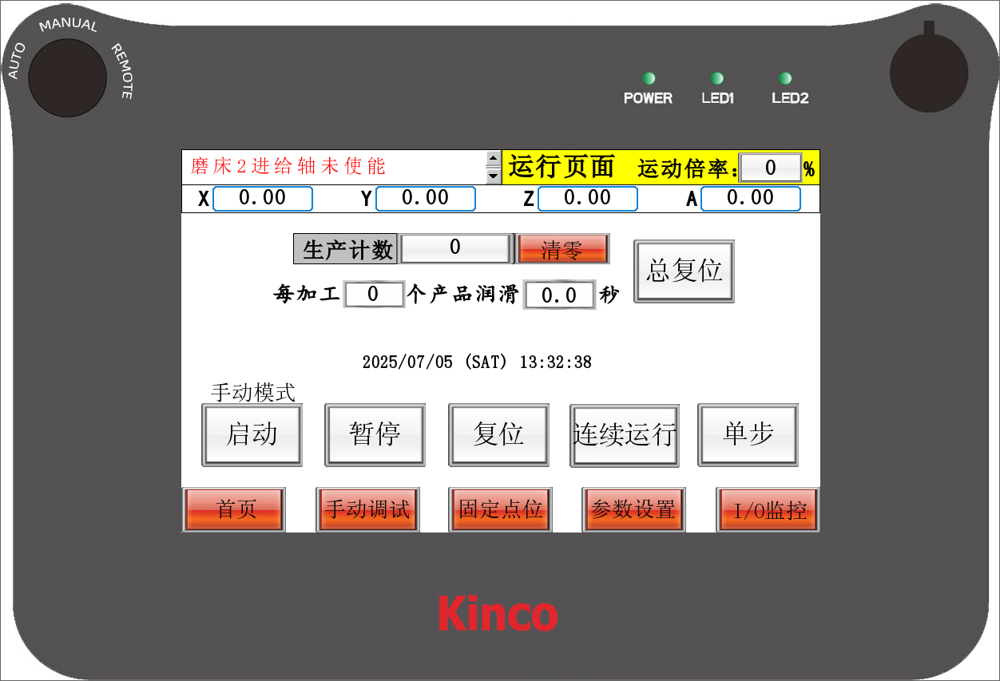 MANUAL
AUTO
REMOTE
POWER LED1 LED2
磨床2进给轴未使能 运行页面 运动倍率: 0 %
X 0.00 Y 0.00 Z 0.00 A 0.00
生产计数 0 清零
总复位
每加工 0 个产品润滑 0.0 秒
2025/07/05 (SAT) 13:32:38
手动模式
启动 暂停 复位 连续运行 单步
首页 手动调试 固定点位 参数设置 I/O监控
Kinco